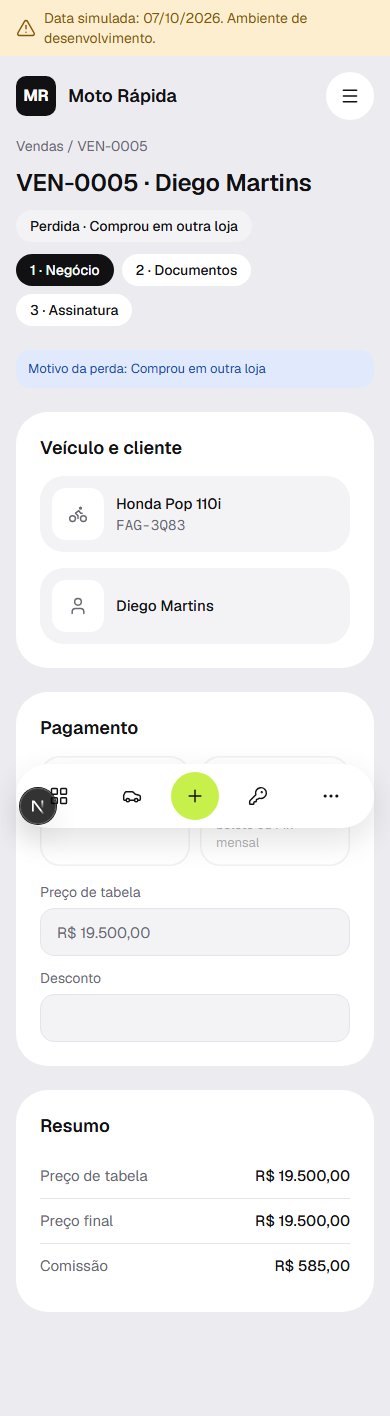 Data simulada: 07/10/2026. Ambiente de
desenvolvimento.
MR
Moto Rápida
Vendas / VEN-0005
VEN-0005 · Diego Martins
Perdida · Comprou em outra loja
1 · Negócio
2 · Documentos
3 · Assinatura
Motivo da perda: Comprou em outra loja
Veículo e cliente
Honda Pop 110i
FAG-3Q83
Diego Martins
Pagamento
N
mensal
Preço de tabela
R$ 19.500,00
Desconto
Resumo
Preço de tabela
R$ 19.500,00
Preço final
R$ 19.500,00
Comissão
R$ 585,00